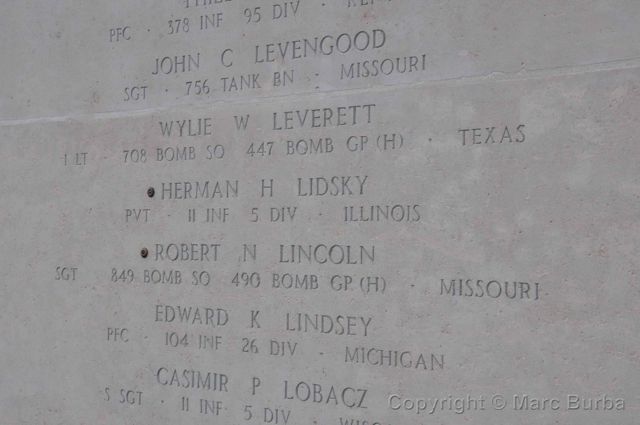 PFC · 378 INF 95 DIV ·
JOHN C LEVENGOOD
SGT · 756 TANK BN · MISSOURI
WYLIE W LEVERETT
1 LT · 708 BOMB SQ 447 BOMB GP (H) · TEXAS
HERMAN H LIDSKY
PVT · 11 INF 5 DIV · ILLINOIS
ROBERT N LINCOLN
SGT 849 BOMB SQ 490 BOMB GP (H) · MISSOURI
EDWARD K LINDSEY
PFC · 104 INF 26 DIV · MICHIGAN
CASIMIR P LOBACZ
S SGT · 11 INF 5 DIV ·
Copyright © Marc Burba